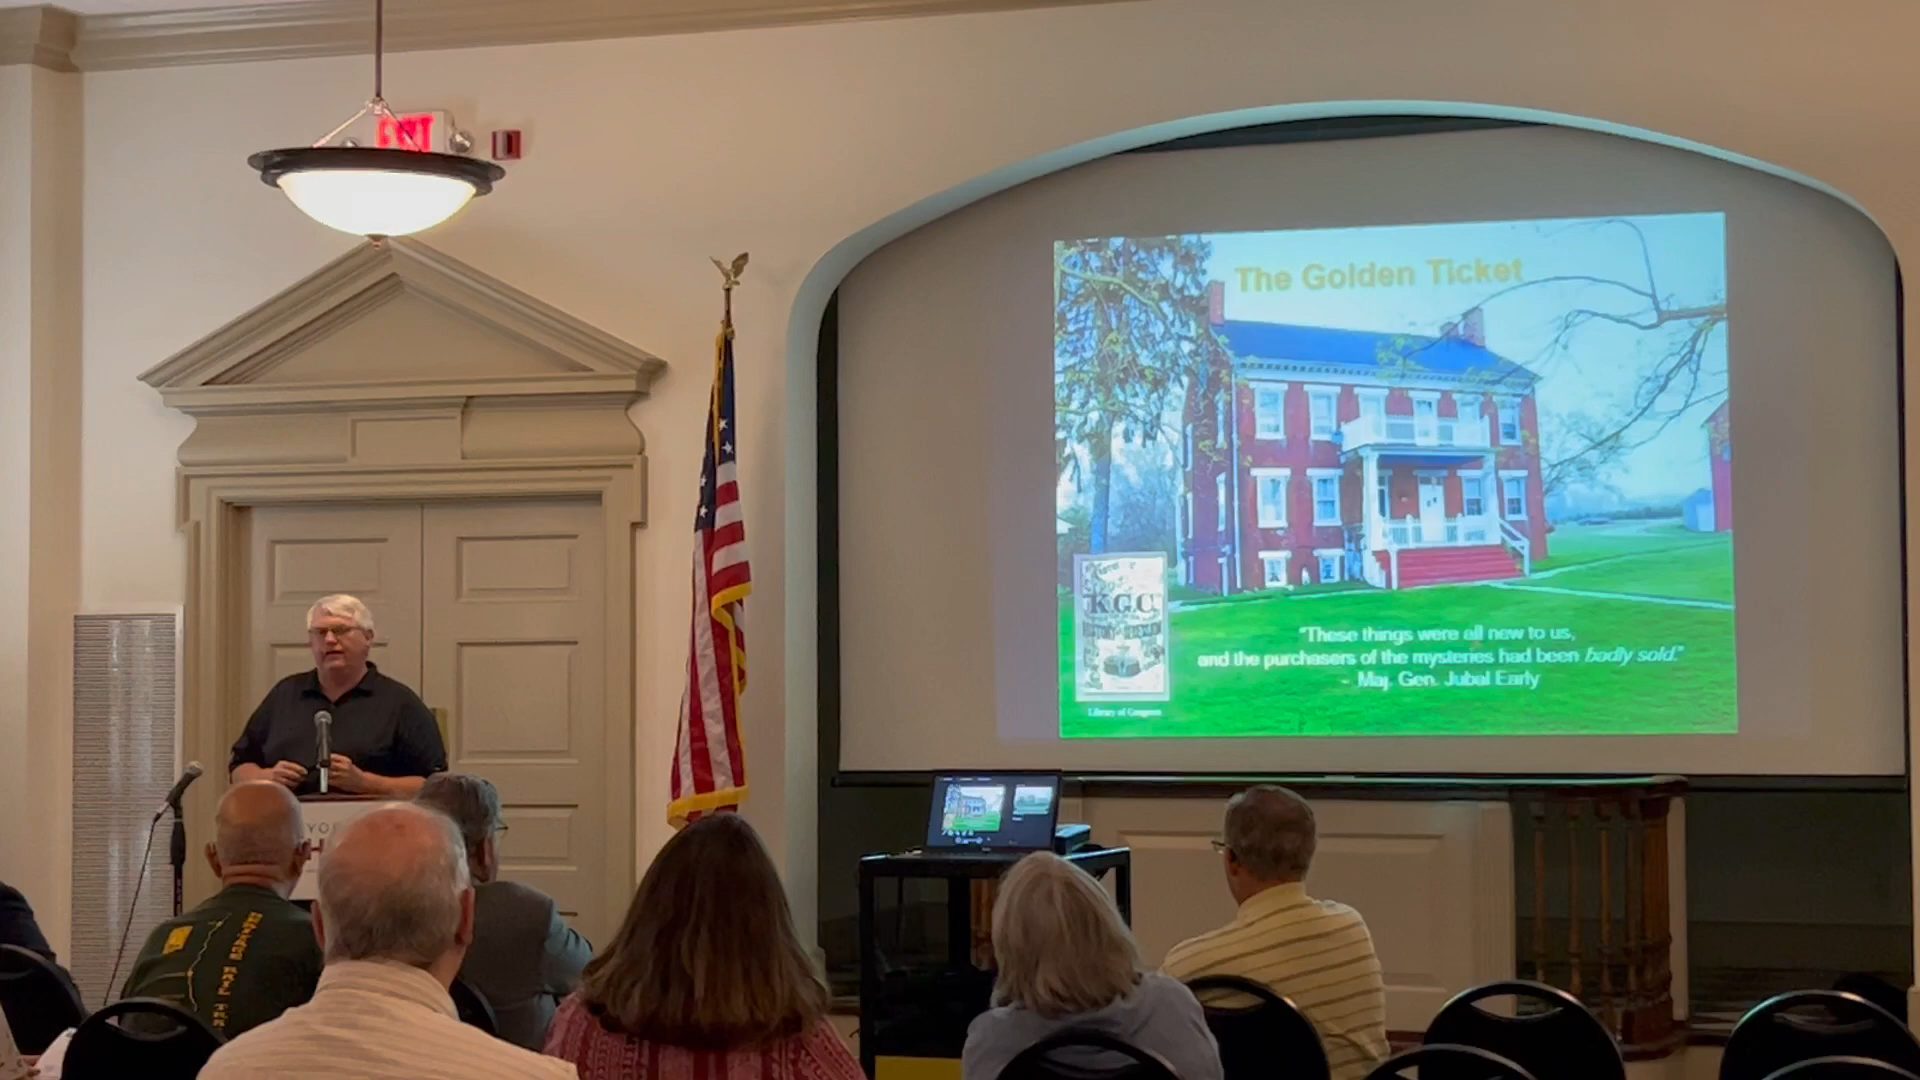 EXIT
The Golden Ticket
K.G.C.
"These things were all new to us,
and the purchasers of the mysteries had been badly sold."
- Maj. Gen. Jubal Early
Library of Congress